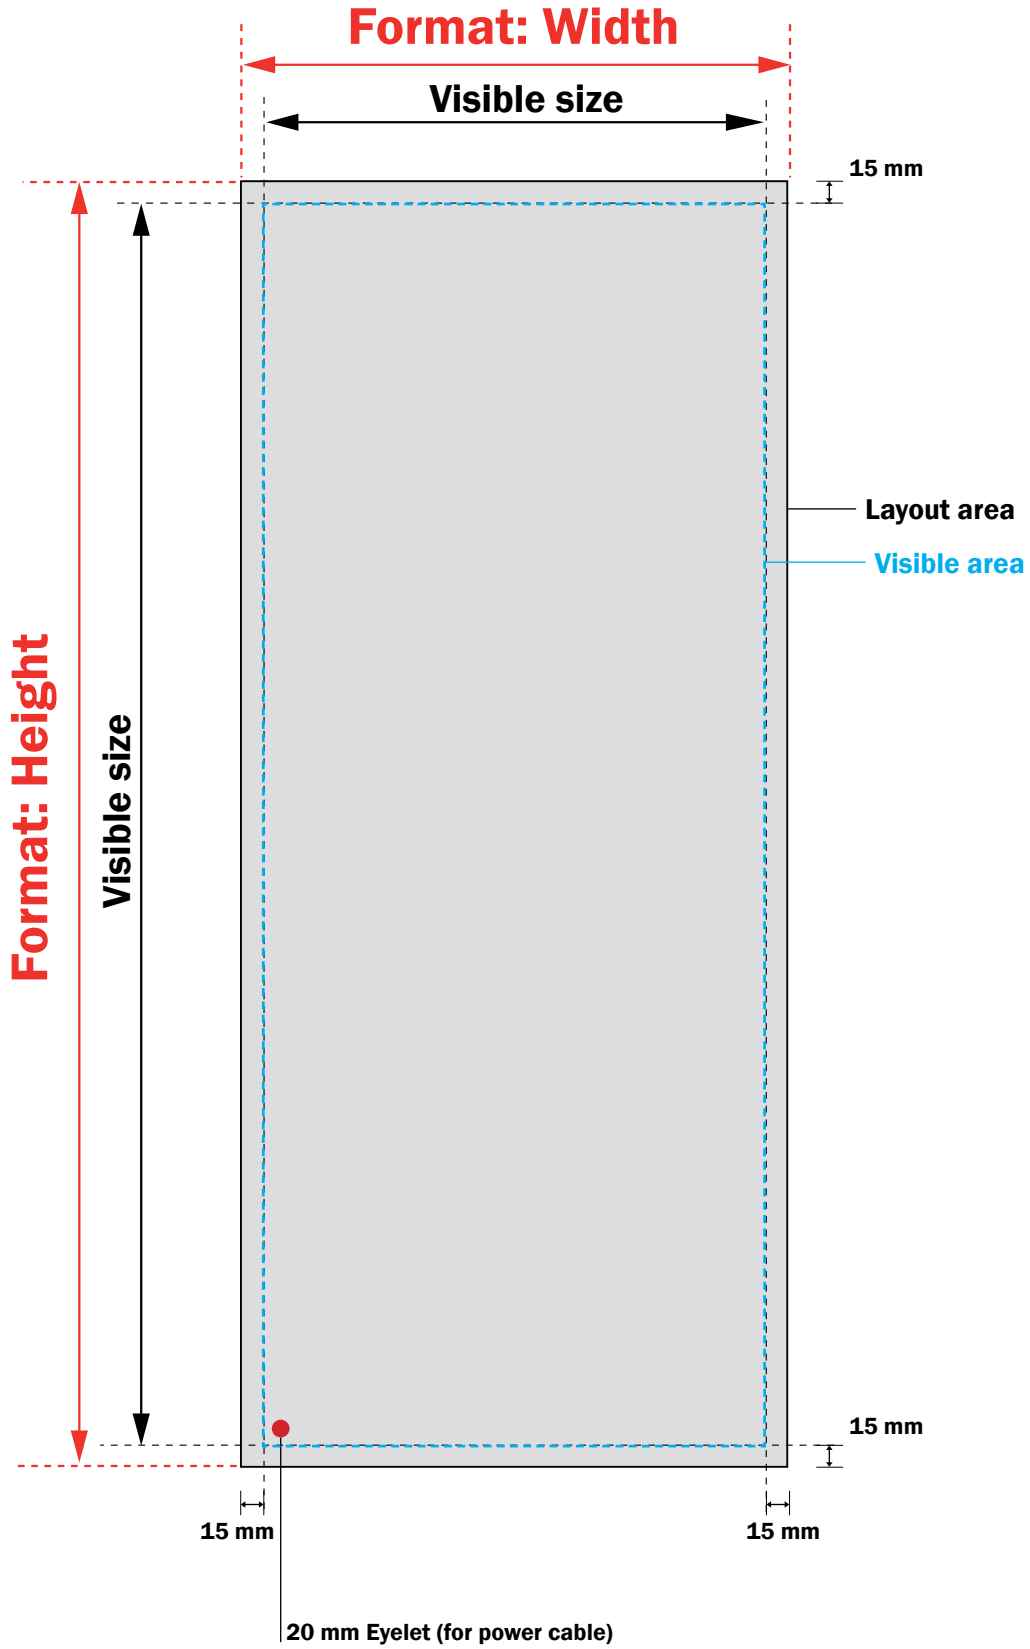 Format: Width
Visible size
15 mm
Layout area
Visible area
Format: Height
Visible size
15 mm
15 mm
15 mm
20 mm Eyelet (for power cable)